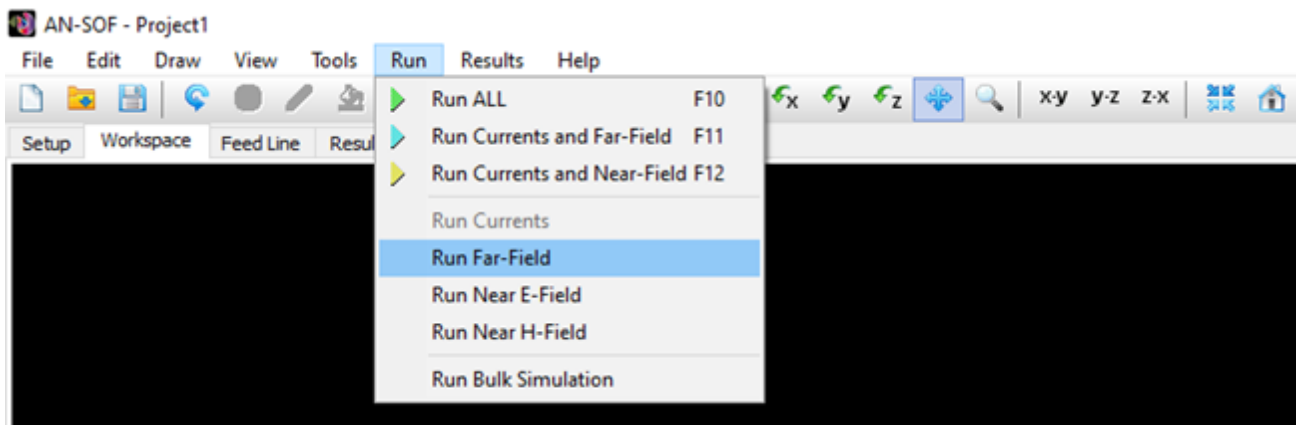 AN-SOF - Project1
File Edit Draw View Tools Run Results Help
x y z x-y y-z z-x
Setup Workspace Feed Line Resul
Run ALL F10
Run Currents and Far-Field F11
Run Currents and Near-Field F12
Run Currents
Run Far-Field
Run Near E-Field
Run Near H-Field
Run Bulk Simulation